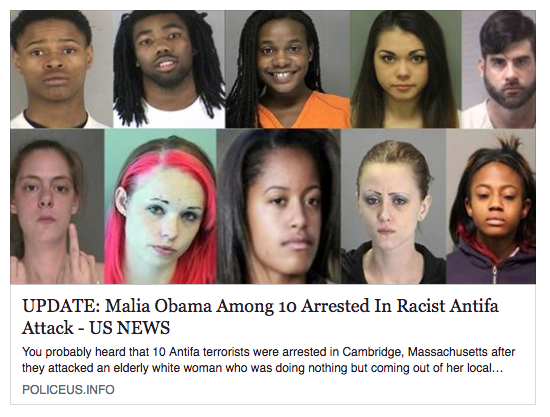 UPDATE: Malia Obama Among 10 Arrested In Racist Antifa
Attack - US NEWS
You probably heard that 10 Antifa terrorists were arrested in Cambridge, Massachusetts after
they attacked an elderly white woman who was doing nothing but coming out of her local...
POLICEUS.INFO